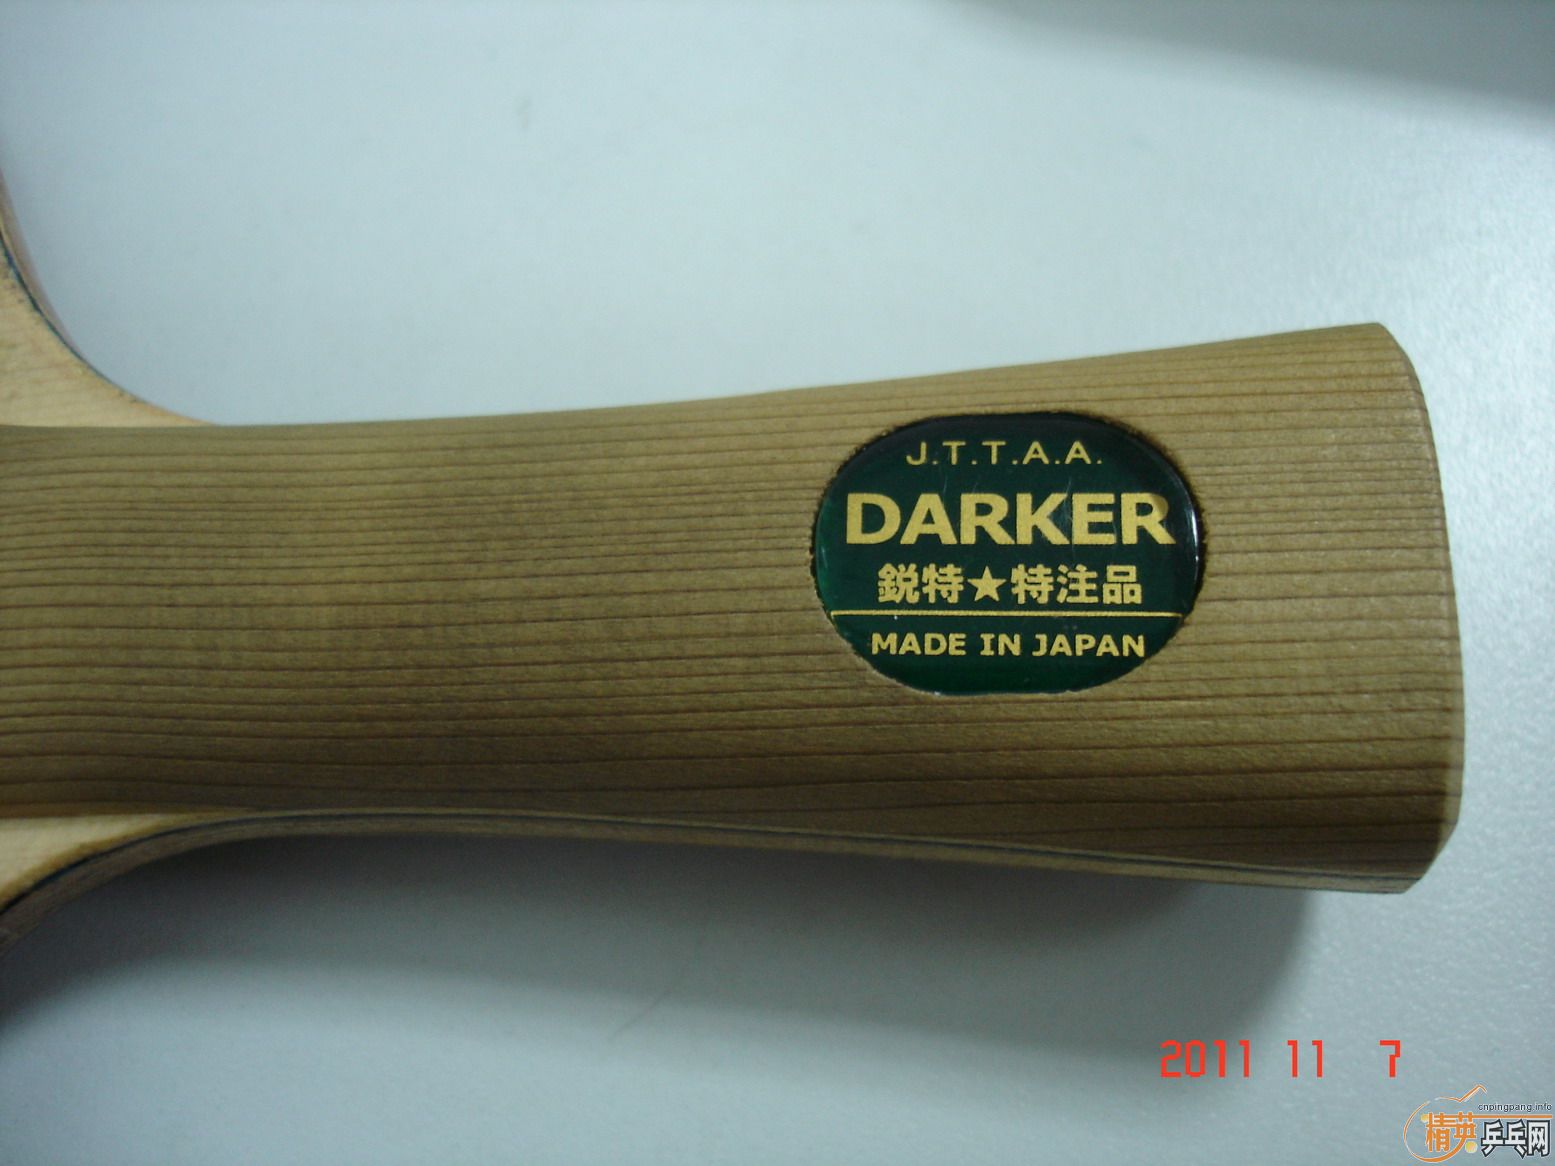 J.T.T.A.A.
DARKER
鋭特★特注品
MADE IN JAPAN
2011 11 7
cnpingpang.info
精英乒乓网